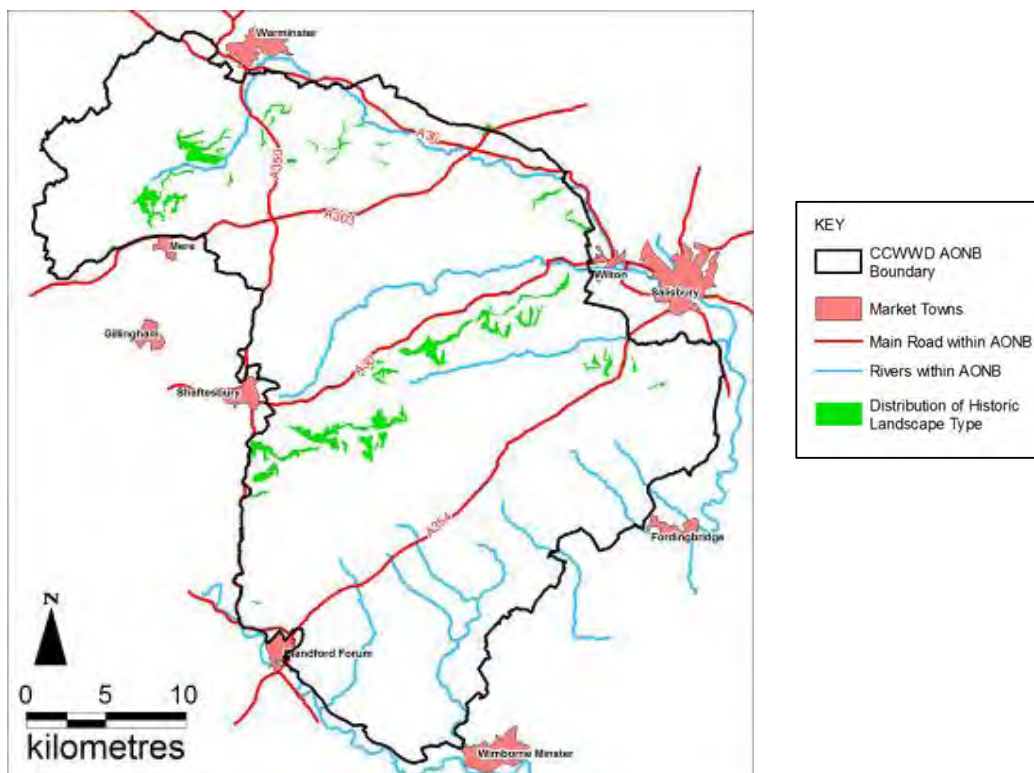 Warminster
A36
A350
A303
Mere
Wilton
Salisbury
Gillingham
A30
Shaftesbury
A354
Fordingbridge
N
Blandford Forum
0 5 10
kilometres
Wimborne Minster
KEY
CCWWD AONB
Boundary
Market Towns
Main Road within AONB
Rivers within AONB
Distribution of Historic
Landscape Type